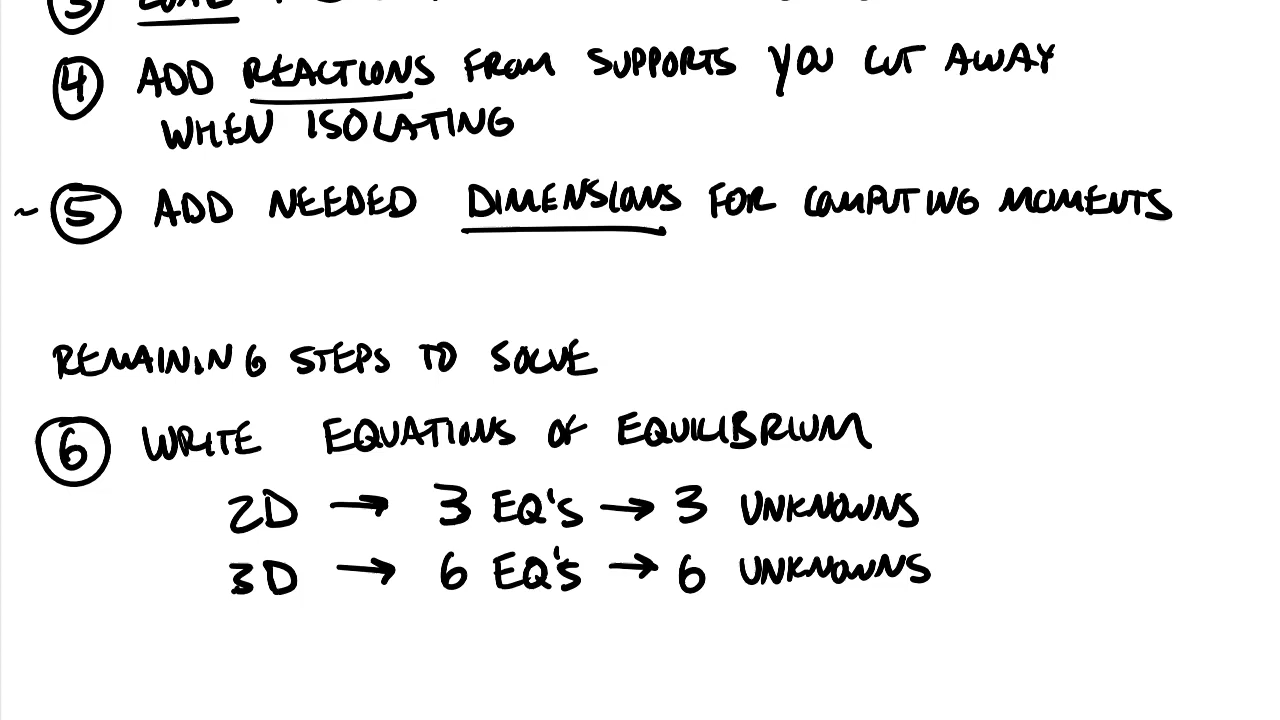 3
4 ADD REACTIONS FROM SUPPORTS YOU CUT AWAY
WHEN ISOLATING
~ 5 ADD NEEDED DIMENSIONS FOR COMPUTING MOMENTS
REMAINING STEPS TO SOLVE
6 WRITE EQUATIONS OF EQUILIBRIUM
2D → 3 EQ'S → 3 UNKNOWNS
3D → 6 EQ'S → 6 UNKNOWNS